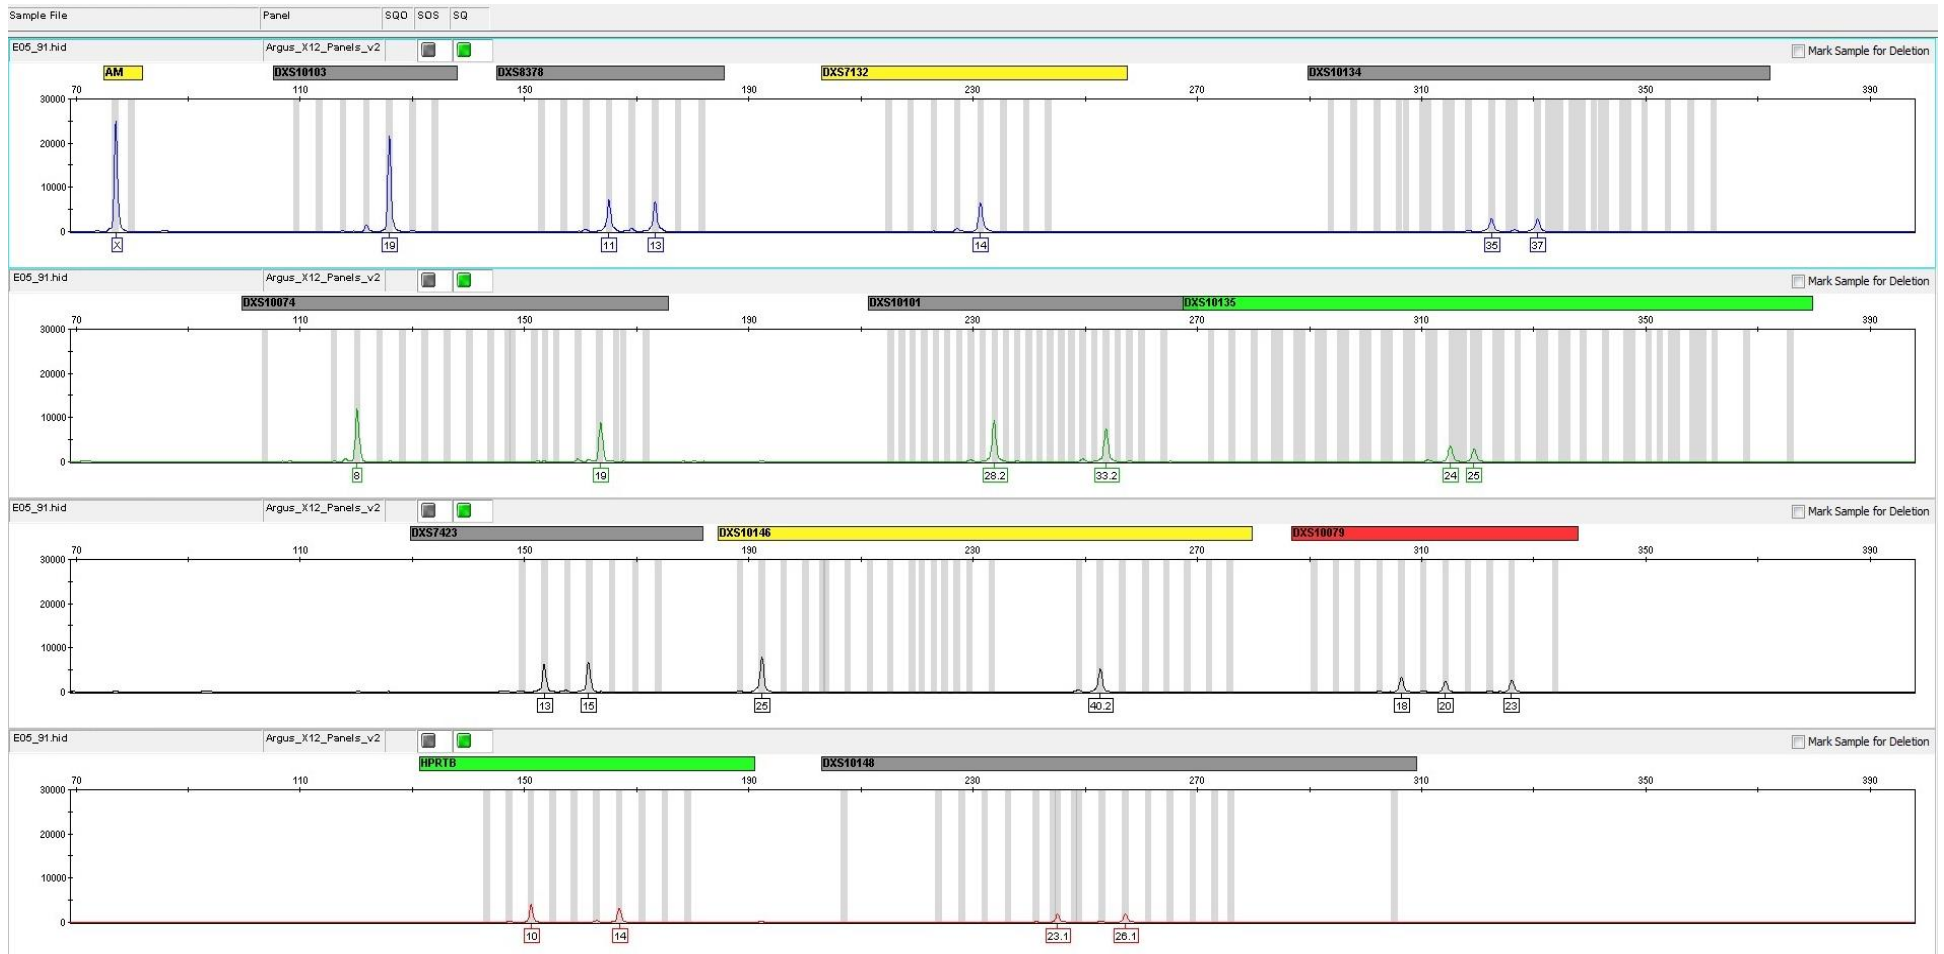 Sample File Panel SQO SOS SQ
E05_91.hid Argus_X12_Panels_v2 Mark Sample for Deletion
AM DXS10103 DXS8378 DXS7132 DXS10134
70 110 150 190 230 270 310 350 390
30000
20000
10000
0
X 19 11 13 14 35 37
E05_91.hid Argus_X12_Panels_v2 Mark Sample for Deletion
DXS10074 DXS10101 DXS10135
70 110 150 190 230 270 310 350 390
30000
20000
10000
0
8 19 28.2 33.2 24 25
E05_91.hid Argus_X12_Panels_v2 Mark Sample for Deletion
DXS7423 DXS10146 DXS10079
70 110 150 190 230 270 310 350 390
30000
20000
10000
0
13 15 25 40.2 18 20 23
E05_91.hid Argus_X12_Panels_v2 Mark Sample for Deletion
HPRTB DXS10148
70 110 150 190 230 270 310 350 390
30000
20000
10000
0
10 14 23.1 26.1